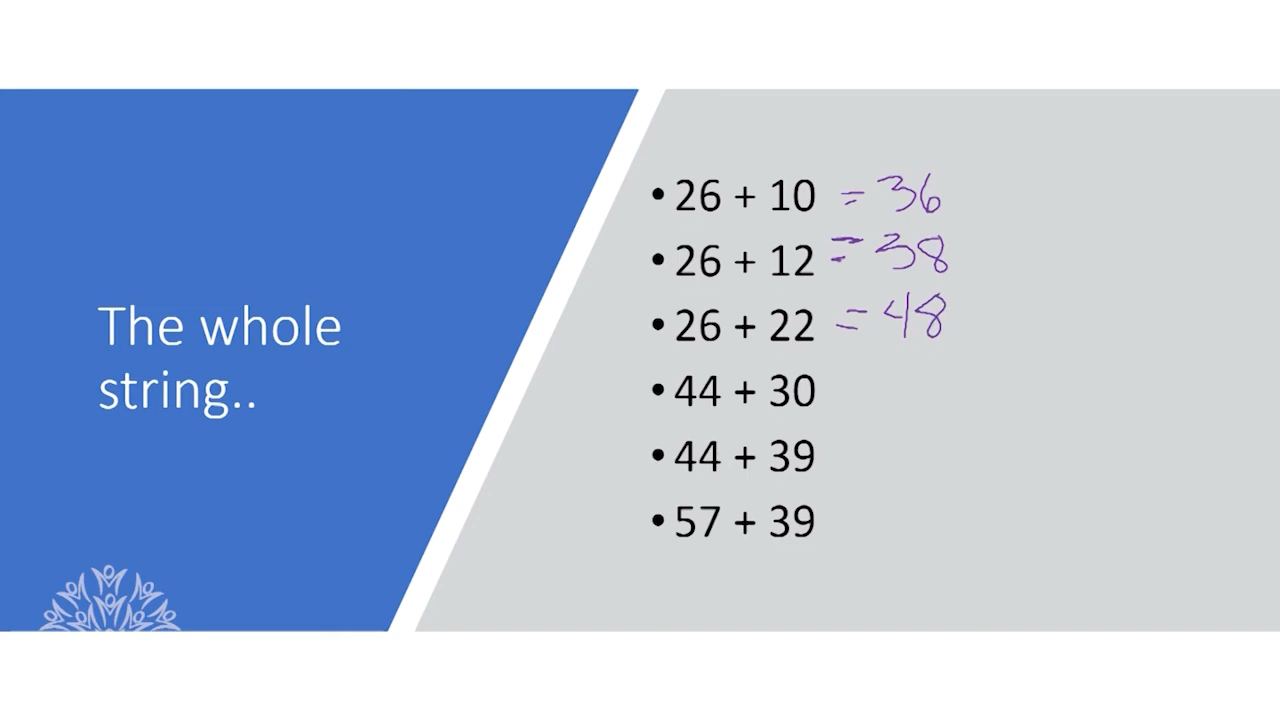 The whole
string..
• 26 + 10 = 36
• 26 + 12 = 38
• 26 + 22 = 48
• 44 + 30
• 44 + 39
• 57 + 39